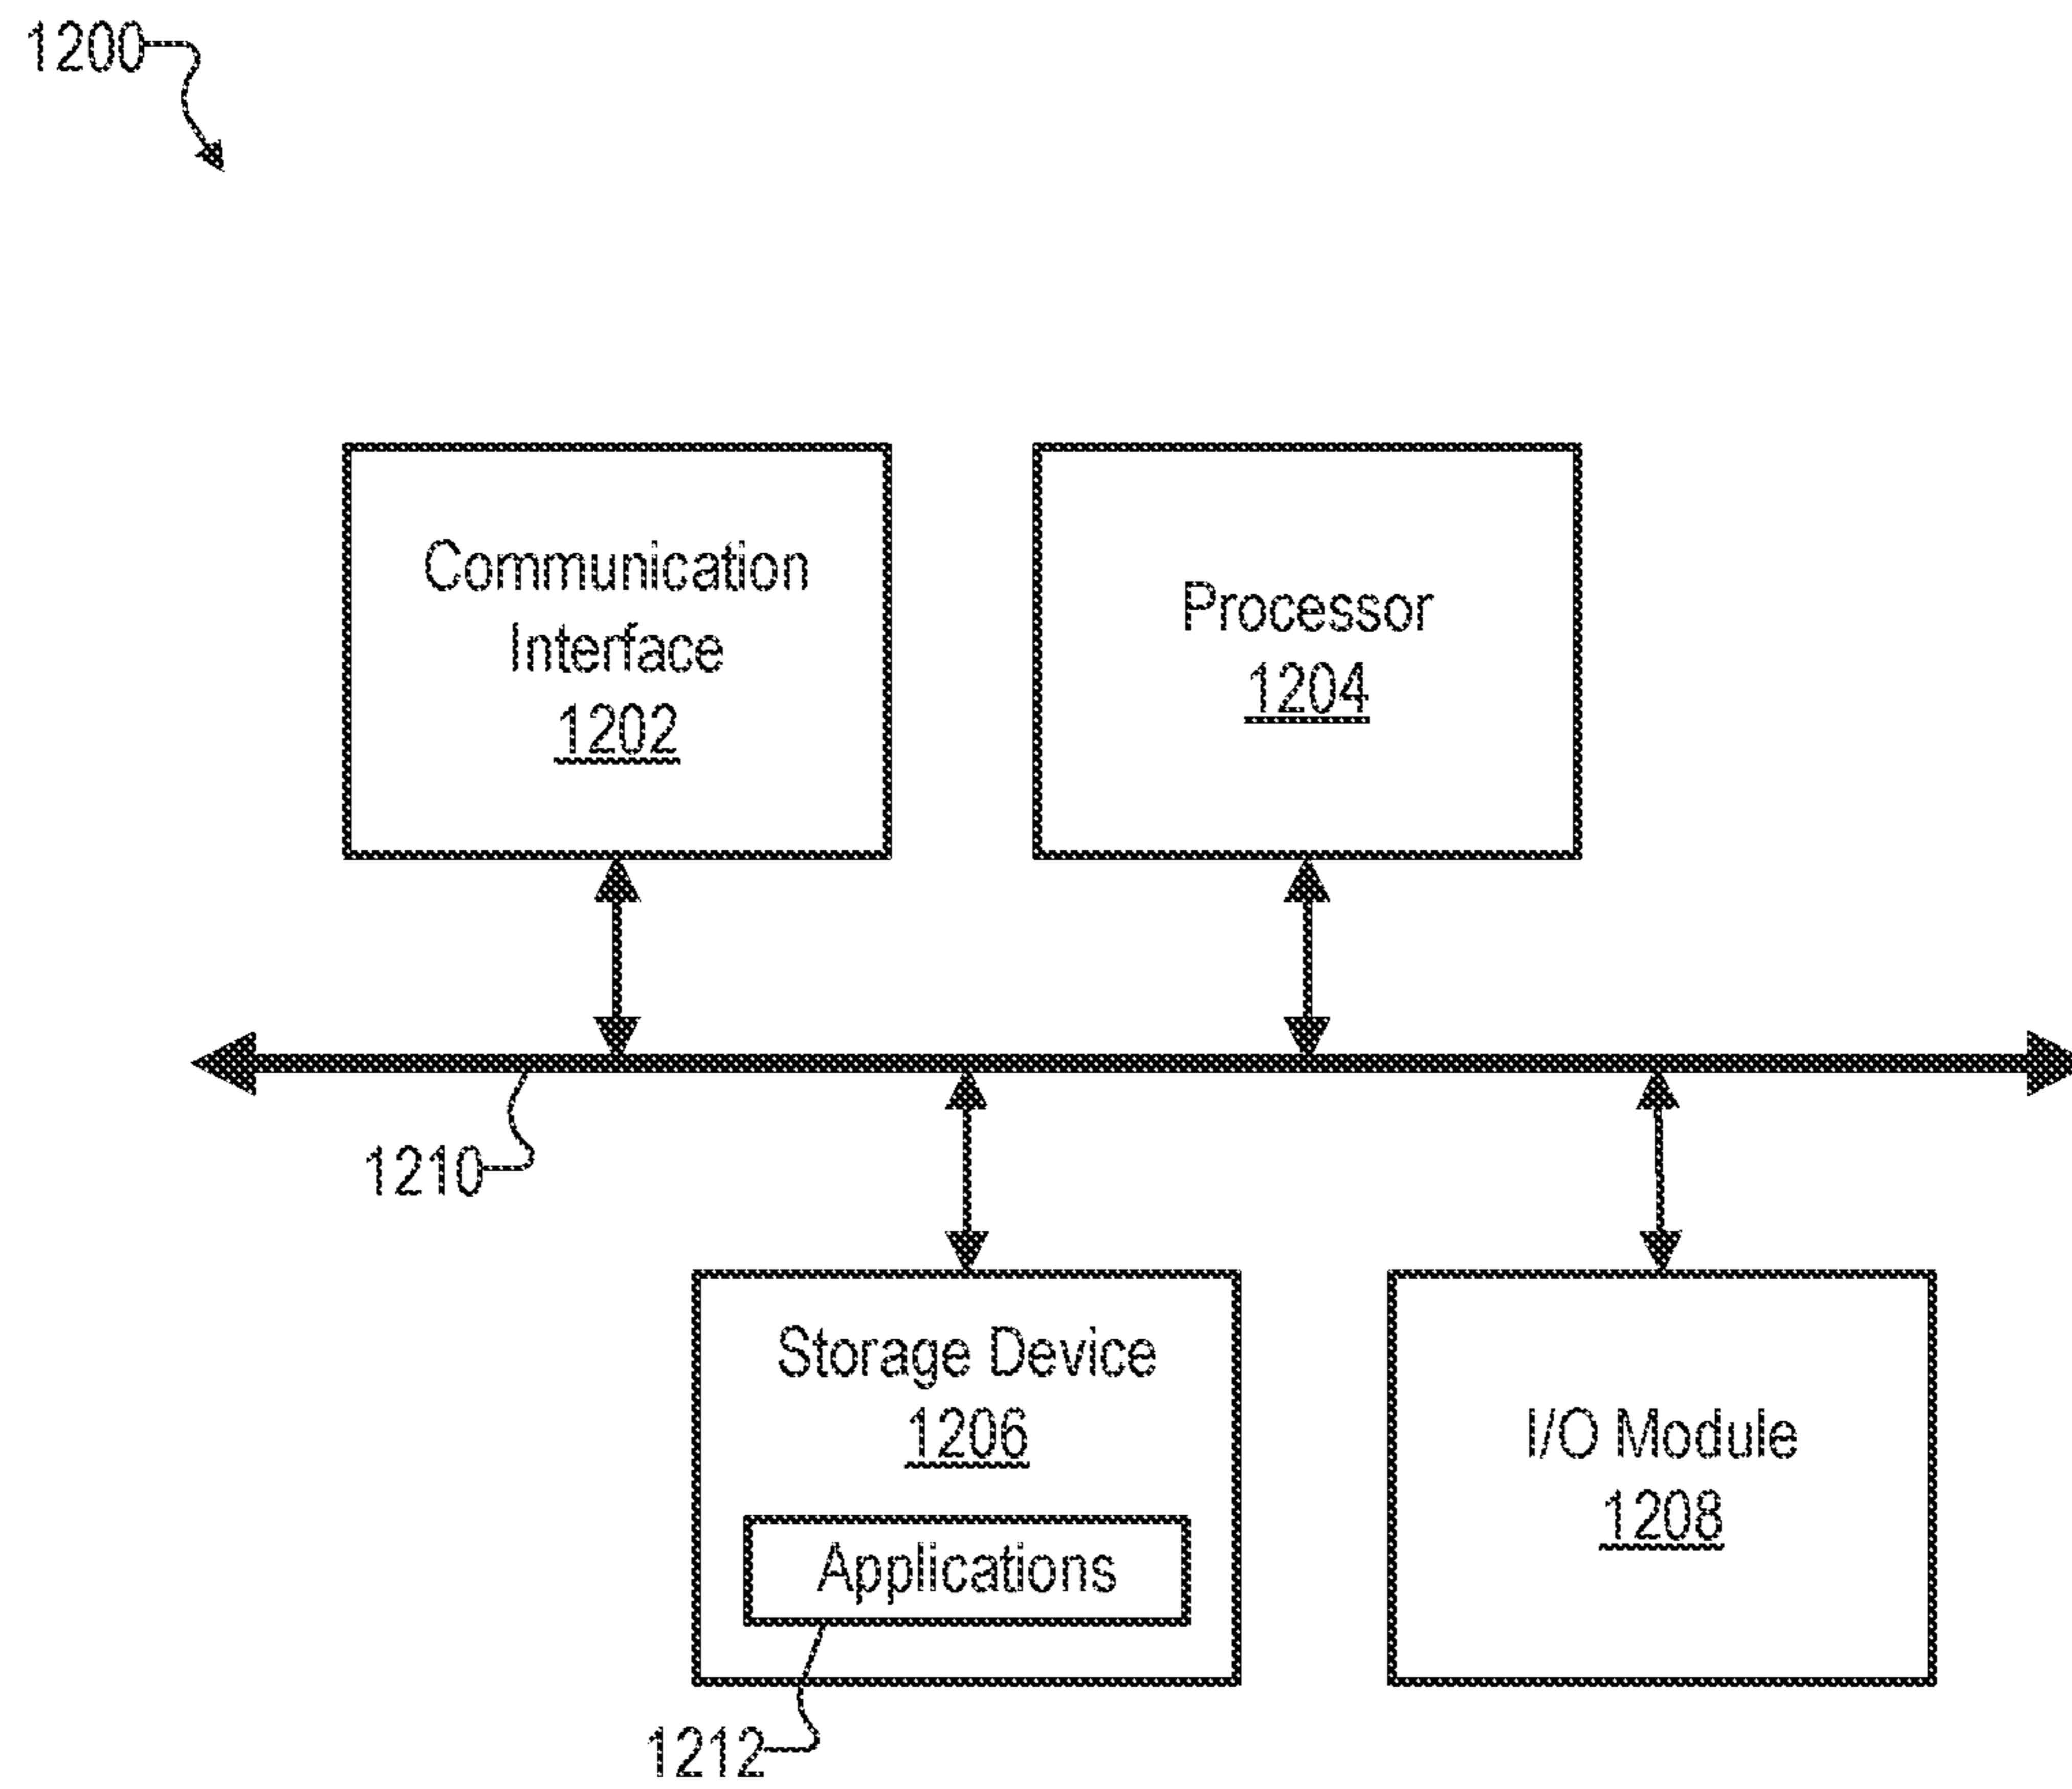 1200
Communication
Interface
1202
Processor
1204
1210
Storage Device
1206
Applications
1212
I/O Module
1208